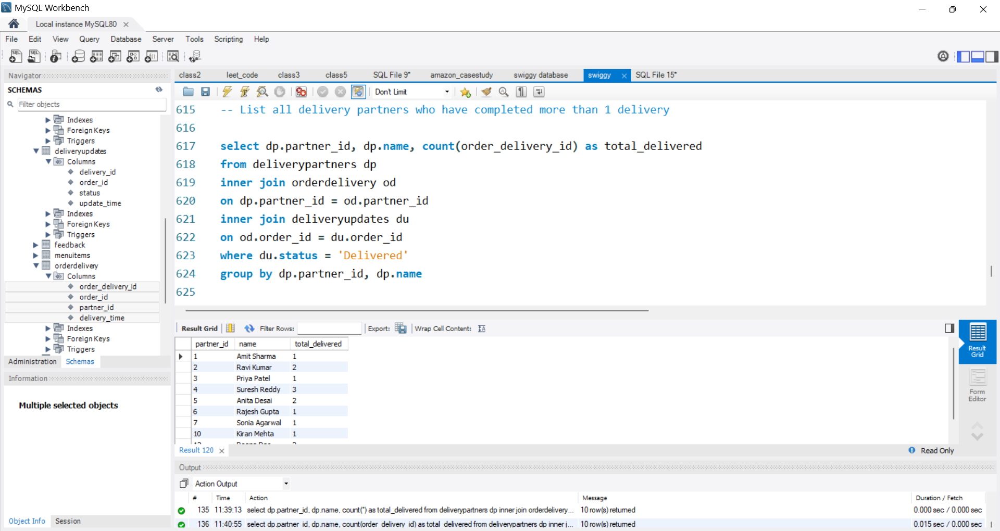 MySQL Workbench
Local instance MySQL80
File Edit View Query Database Server Tools Scripting Help
Navigator
SCHEMAS
Filter objects
Indexes
Foreign Keys
Triggers
deliveryupdates
Columns
delivery_id
order_id
status
update_time
Indexes
Foreign Keys
Triggers
feedback
menuitems
orderdelivery
Columns
order_delivery_id
order_id
partner_id
delivery_time
Indexes
Foreign Keys
Triggers
Administration Schemas
Information
Multiple selected objects
Object Info Session
class2 leet_code class3 class5 SQL File 9* amazon_casestudy swiggy database swiggy SQL File 15*
Don't Limit
615 -- List all delivery partners who have completed more than 1 delivery
616
617 select dp.partner_id, dp.name, count(order_delivery_id) as total_delivered
618 from deliverypartners dp
619 inner join orderdelivery od
620 on dp.partner_id = od.partner_id
621 inner join deliveryupdates du
622 on od.order_id = du.order_id
623 where du.status = 'Delivered'
624 group by dp.partner_id, dp.name
625
Result Grid Filter Rows: Export: Wrap Cell Content:
partner_id name total_delivered
1 Amit Sharma 1
2 Ravi Kumar 2
3 Priya Patel 1
4 Suresh Reddy 3
5 Anita Desai 2
6 Rajesh Gupta 1
7 Sonia Agarwal 1
10 Kiran Mehta 1
Result Grid
Form Editor
Result 120
Read Only
Output
Action Output
# Time Action Message Duration / Fetch
135 11:39:13 select dp.partner_id, dp.name, count(*) as total_delivered from deliverypartners dp inner join orderdelivery... 10 row(s) returned 0.000 sec / 0.000 sec
136 11:40:55 select dp.partner_id, dp.name, count(order_delivery_id) as total_delivered from deliverypartners dp inner j... 10 row(s) returned 0.015 sec / 0.000 sec